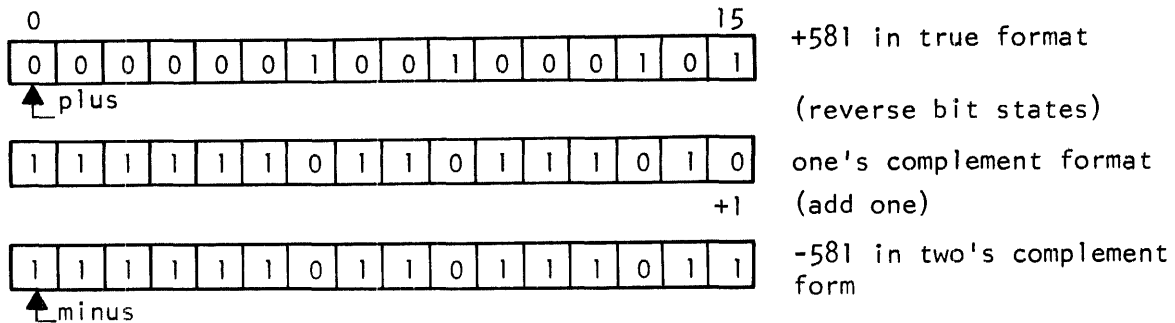 0 15
0 0 0 0 0 0 1 0 0 1 0 0 0 1 0 1
+581 in true format
plus
(reverse bit states)
1 1 1 1 1 1 0 1 1 0 1 1 1 0 1 0
one's complement format
+1 (add one)
1 1 1 1 1 1 0 1 1 0 1 1 1 0 1 1
-581 in two's complement
form
minus